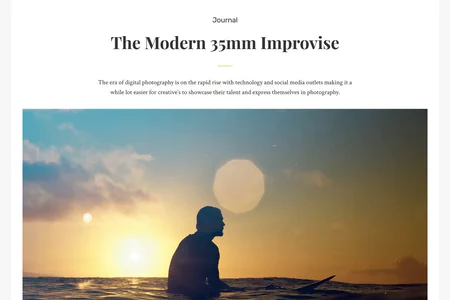 Journal
The Modern 35mm Improvise
The era of digital photography is on the rapid rise with technology and social media outlets making it a
while lot easier for creative's to showcase their talent and express themselves in photography.